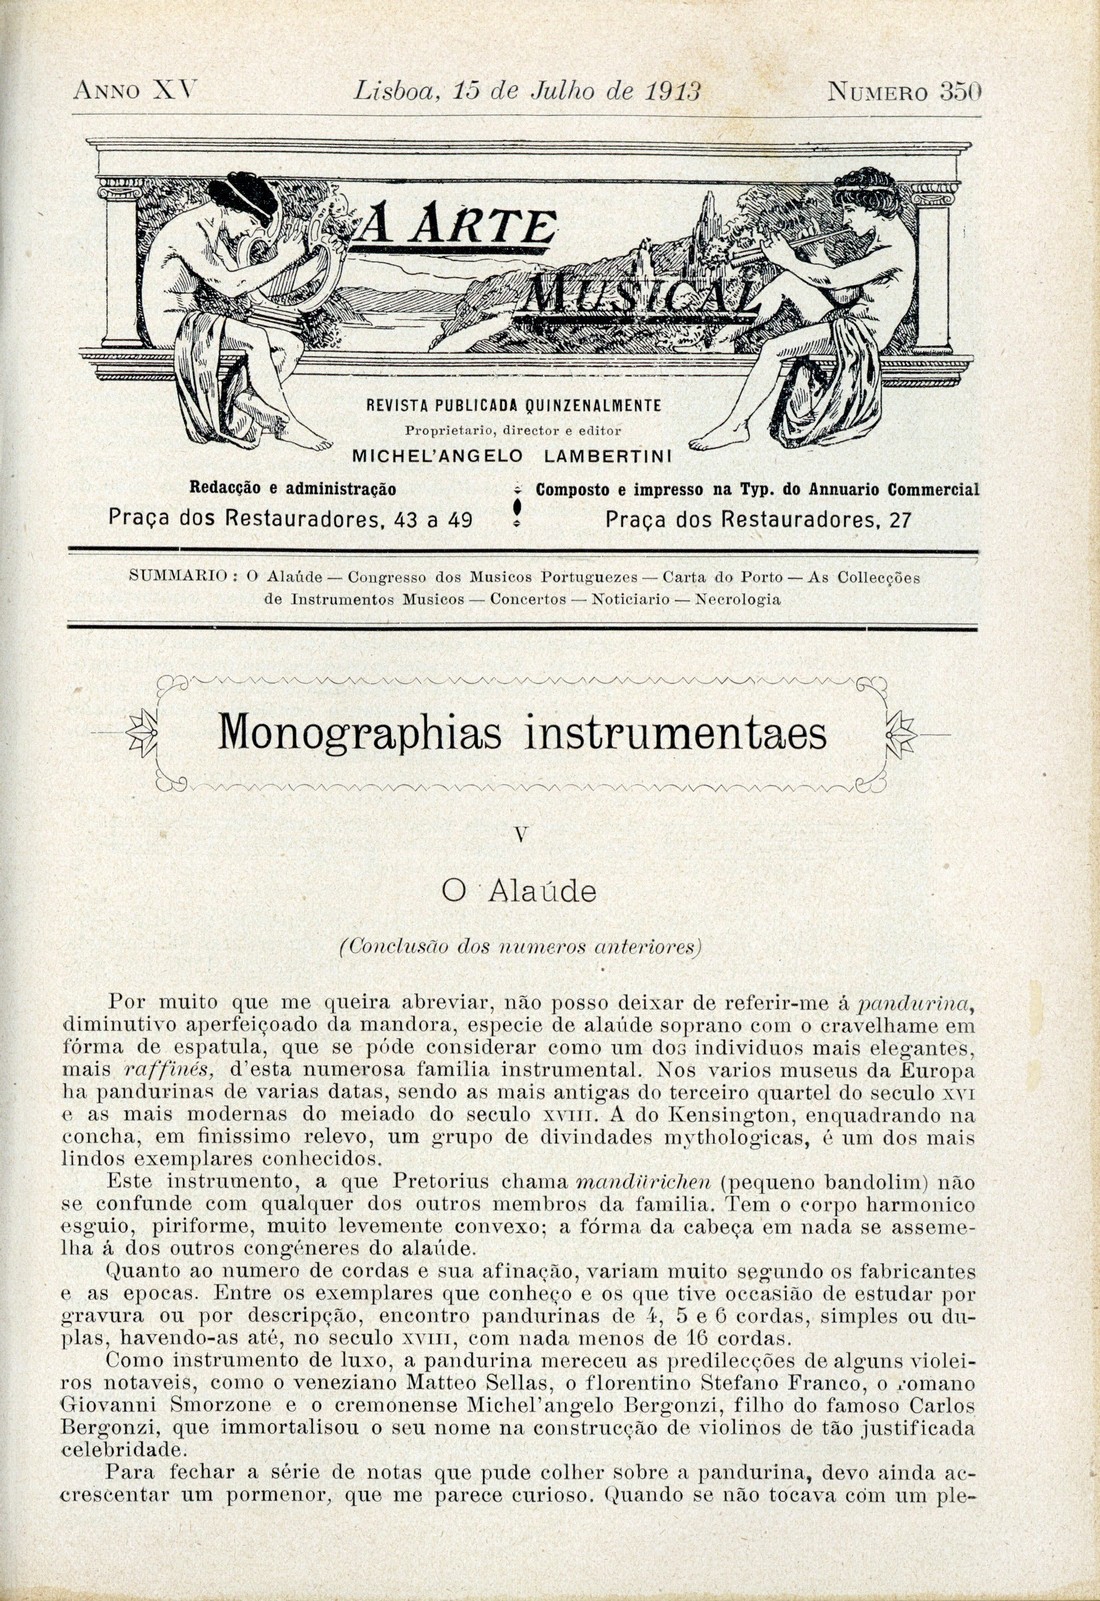 ANNO XV Lisboa, 15 de Julho de 1913 NUMERO 350
A ARTE
MUSICAL
REVISTA PUBLICADA QUINZENALMENTE
Proprietario, director e editor
MICHEL'ANGELO LAMBERTINI
Redacção e administração
Praça dos Restauradores, 43 a 49
Composto e impresso na Typ. do Annuario Commercial
Praça dos Restauradores, 27
SUMMARIO: O Alaúde — Congresso dos Musicos Portuguezes — Carta do Porto — As Collecções
de Instrumentos Musicos — Concertos — Noticiario — Necrologia
Monographias instrumentaes
V
O Alaúde
(Conclusão dos numeros anteriores)
Por muito que me queira abreviar, não posso deixar de referir-me á pandurina,
diminutivo aperfeiçoado da mandora, especie de alaúde soprano com o cravelhame em
fórma de espatula, que se póde considerar como um dos individuos mais elegantes,
mais raffinés, d'esta numerosa familia instrumental. Nos varios museus da Europa
ha pandurinas de varias datas, sendo as mais antigas do terceiro quartel do seculo XVI
e as mais modernas do meiado do seculo XVIII. A do Kensington, enquadrando na
concha, em finissimo relevo, um grupo de divindades mythologicas, é um dos mais
lindos exemplares conhecidos.
Este instrumento, a que Pretorius chama mandürichen (pequeno bandolim) não
se confunde com qualquer dos outros membros da familia. Tem o corpo harmonico
esguio, piriforme, muito levemente convexo; a fórma da cabeça em nada se asseme-
lha á dos outros congéneres do alaúde.
Quanto ao numero de cordas e sua afinação, variam muito segundo os fabricantes
e as epocas. Entre os exemplares que conheço e os que tive occasião de estudar por
gravura ou por descripção, encontro pandurinas de 4, 5 e 6 cordas, simples ou du-
plas, havendo-as até, no seculo XVIII, com nada menos de 16 cordas.
Como instrumento de luxo, a pandurina mereceu as predilecções de alguns violei-
ros notaveis, como o veneziano Matteo Sellas, o florentino Stefano Franco, o romano
Giovanni Smorzone e o cremonense Michel'angelo Bergonzi, filho do famoso Carlos
Bergonzi, que immortalisou o seu nome na construcção de violinos de tão justificada
celebridade.
Para fechar a série de notas que pude colher sobre a pandurina, devo ainda ac-
crescentar um pormenor, que me parece curioso. Quando se não tocava com um ple-